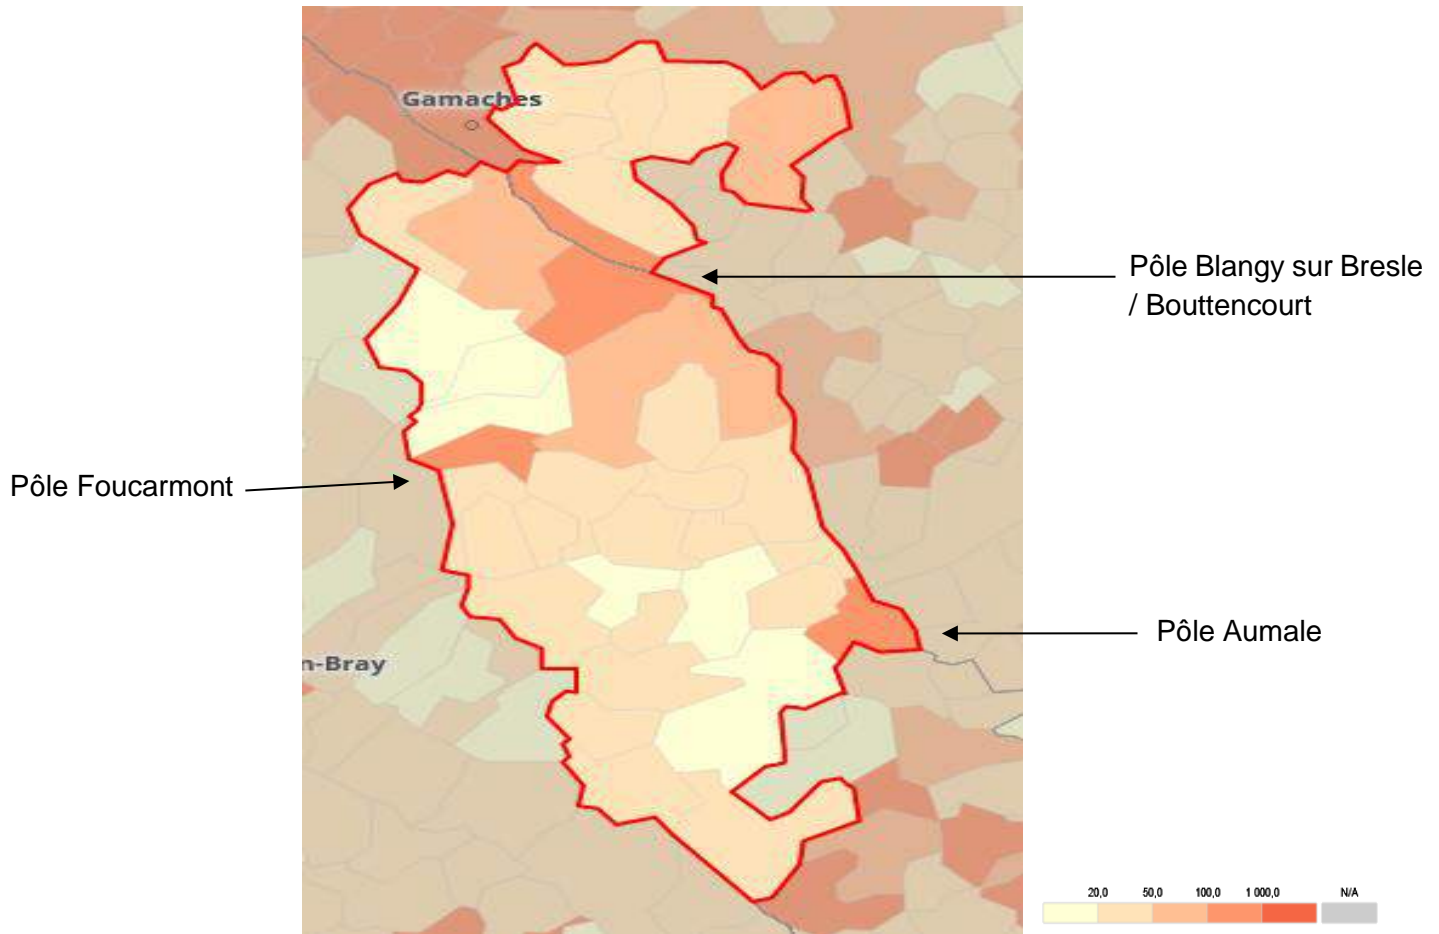 Gamaches
Pôle Blangy sur Bresle
/ Bouttencourt
Pôle Foucarmont
Pôle Aumale
n-Bray
20,0 50,0 100,0 1 000,0 N/A